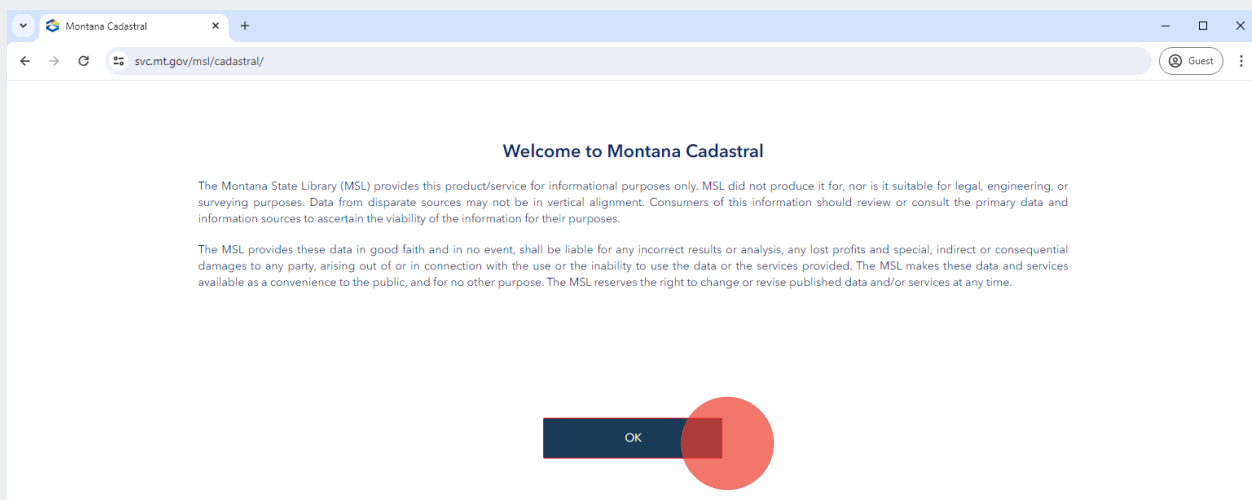 Montana Cadastral
svc.mt.gov/msl/cadastral/
Guest
Welcome to Montana Cadastral
The Montana State Library (MSL) provides this product/service for informational purposes only. MSL did not produce it for, nor is it suitable for legal, engineering, or
surveying purposes. Data from disparate sources may not be in vertical alignment. Consumers of this information should review or consult the primary data and
information sources to ascertain the viability of the information for their purposes.
The MSL provides these data in good faith and in no event, shall be liable for any incorrect results or analysis, any lost profits and special, indirect or consequential
damages to any party, arising out of or in connection with the use or the inability to use the data or the services provided. The MSL makes these data and services
available as a convenience to the public, and for no other purpose. The MSL reserves the right to change or revise published data and/or services at any time.
OK